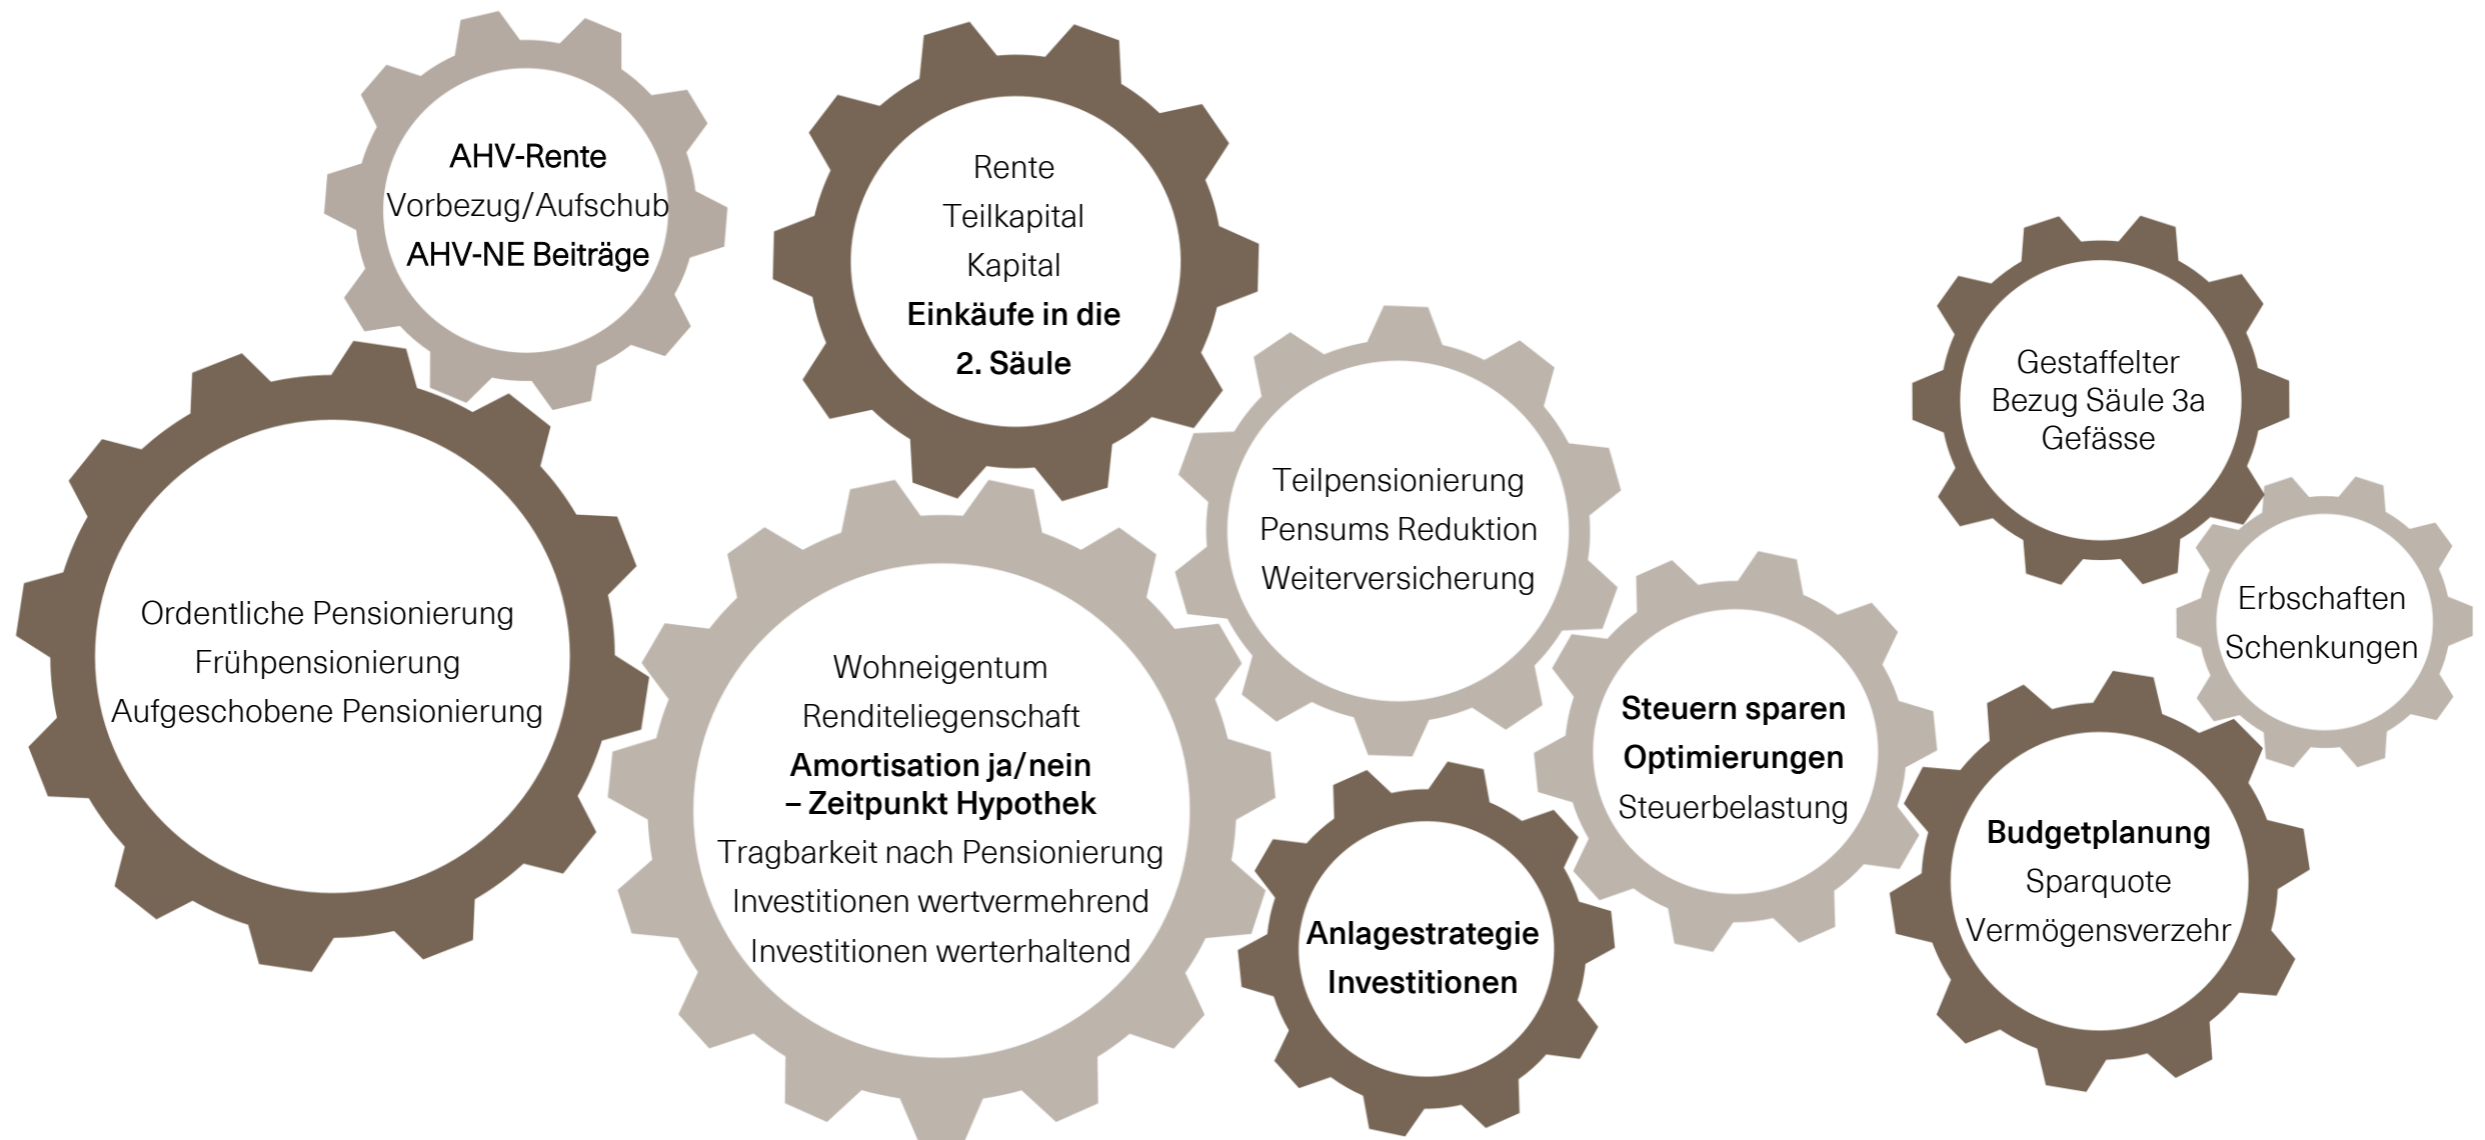 AHV-Rente
Vorbezug/Aufschub
AHV-NE Beiträge
Rente
Teilkapital
Kapital
Einkäufe in die
2. Säule
Gestaffelter
Bezug Säule 3a
Gefässe
Teilpensionierung
Pensums Reduktion
Weiterversicherung
Ordentliche Pensionierung
Frühpensionierung
Aufgeschobene Pensionierung
Wohneigentum
Renditeliegenschaft
Amortisation ja/nein
– Zeitpunkt Hypothek
Tragbarkeit nach Pensionierung
Investitionen wertvermehrend
Investitionen werterhaltend
Steuern sparen
Optimierungen
Steuerbelastung
Erbschaften
Schenkungen
Anlagestrategie
Investitionen
Budgetplanung
Sparquote
Vermögensverzehr